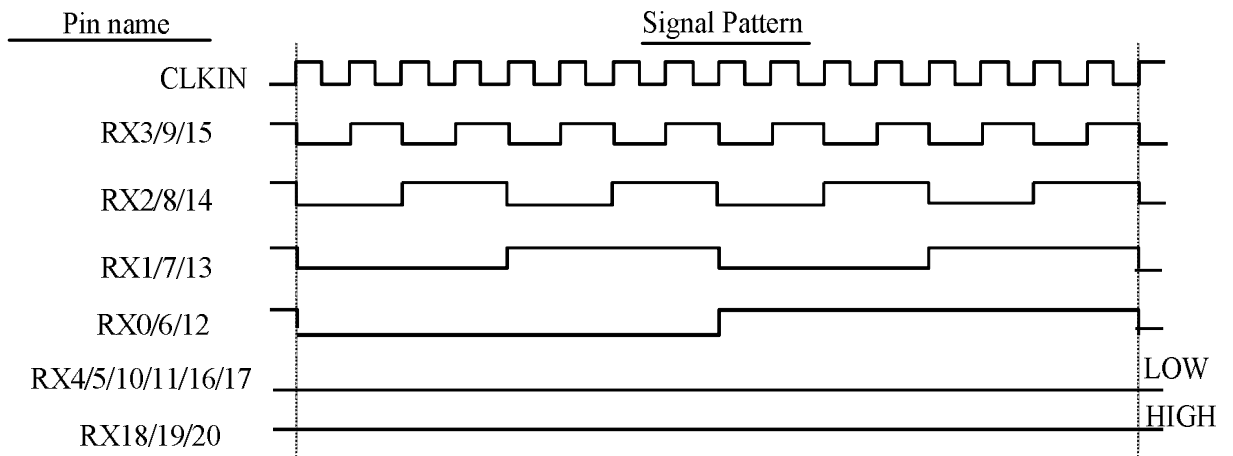 Pin name
Signal Pattern
CLKIN
RX3/9/15
RX2/8/14
RX1/7/13
RX0/6/12
RX4/5/10/11/16/17
LOW
RX18/19/20
HIGH